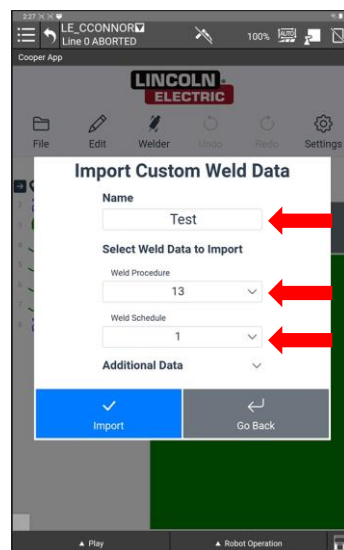 2:27
LE_CCONNOR
Line 0 ABORTED
100%
AUTO
Cooper App
LINCOLN
ELECTRIC
File Edit Welder Undo Redo Settings
Import Custom Weld Data
Name
Test
Select Weld Data to Import
Weld Procedure
13
Weld Schedule
1
Additional Data
Import Go Back
Play Robot Operation